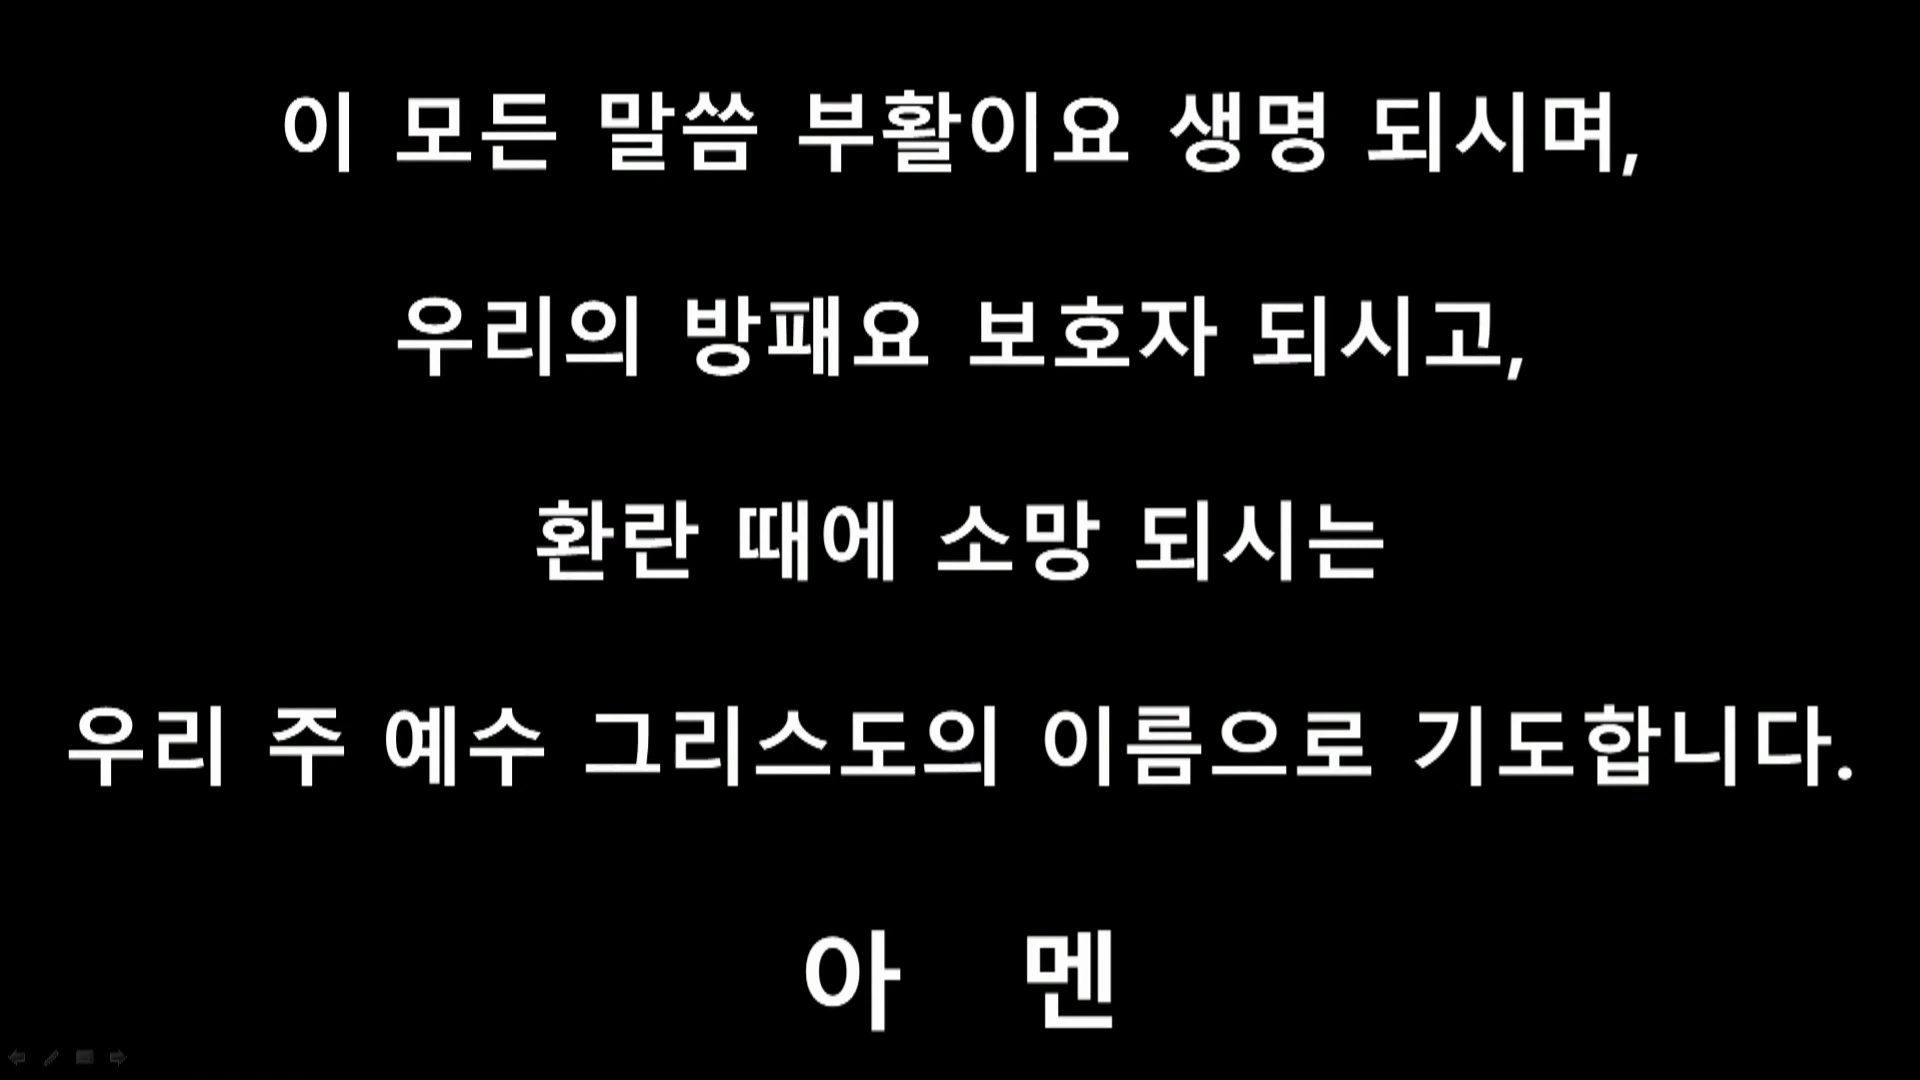 이 모든 말씀 부활이요 생명 되시며,
우리의 방패요 보호자 되시고,
환란 때에 소망 되시는
우리 주 예수 그리스도의 이름으로 기도합니다.
아 멘